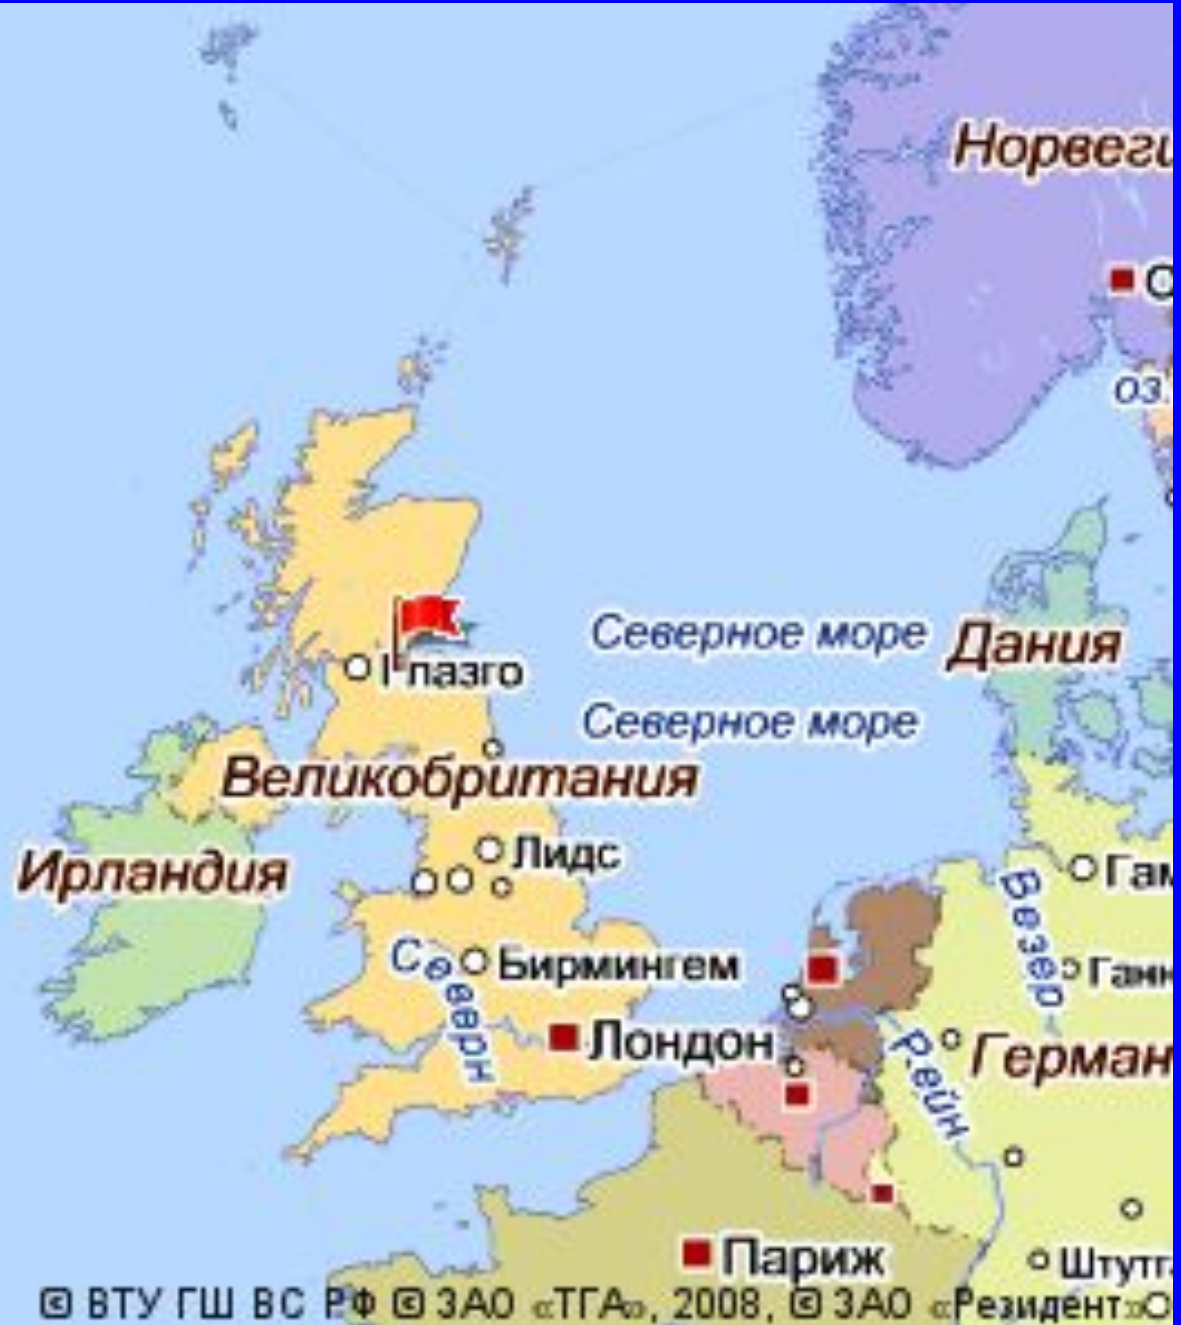 Норвеги
О
оз.
Северное море
Дания
Глазго
Северное море
Великобритания
Лидс
Ирландия
Гам
Везер
Северн
Бирмингем
Ганн
Лондон
Рейн
Герман
Париж
Штутг
© ВТУ ГШ ВС РФ © ЗАО «ТГА», 2008, © ЗАО «Резидент»